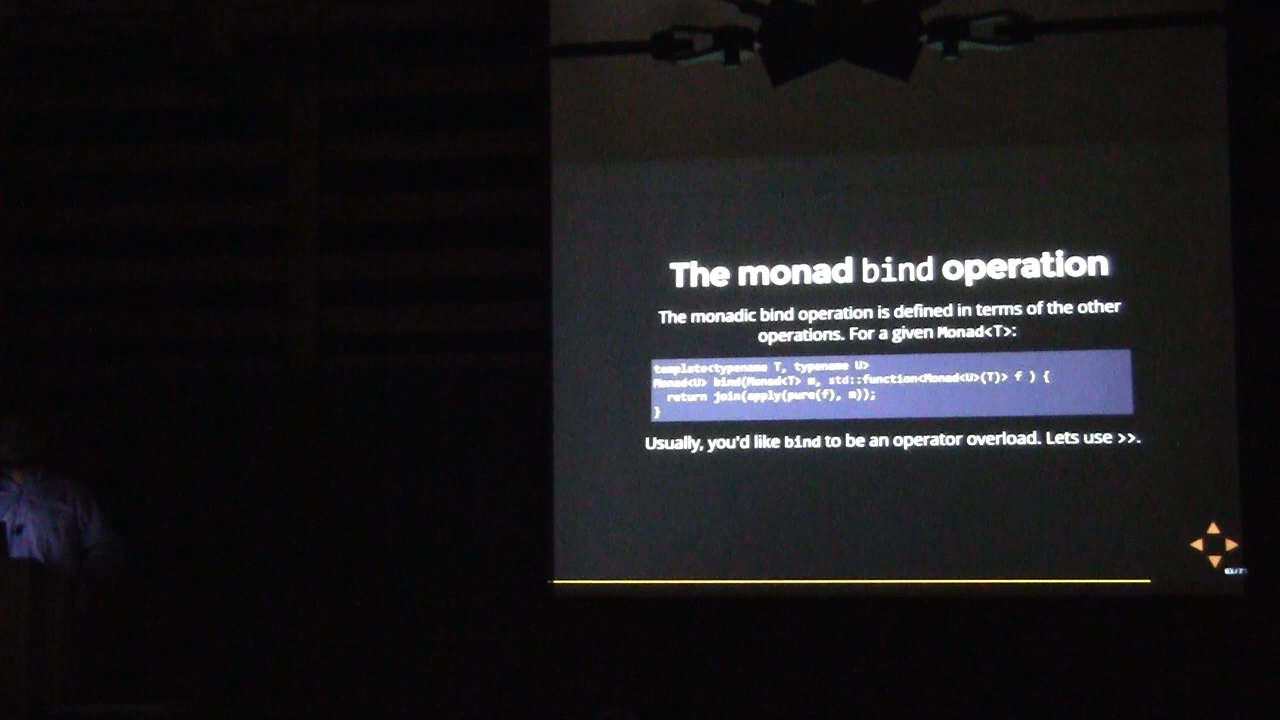 The monad bind operation
The monadic bind operation is defined in terms of the other
operations. For a given Monad<T>:
template<typename T, typename U>
Monad<U> bind(Monad<T> m, std::function<Monad<U>(T)> f ) {
  return join(apply(pure(f), m));
}
Usually, you'd like bind to be an operator overload. Lets use >>.